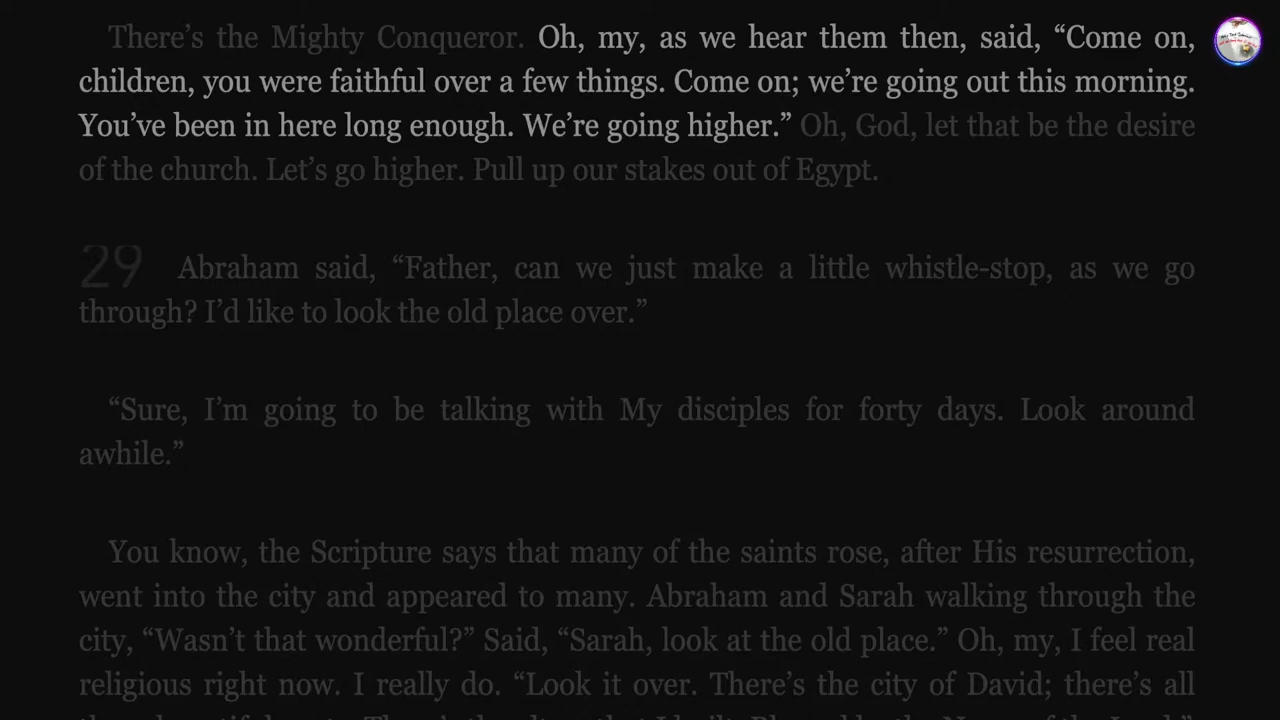 There’s the Mighty Conqueror. Oh, my, as we hear them then, said, “Come on,
children, you were faithful over a few things. Come on; we’re going out this morning.
You’ve been in here long enough. We’re going higher.” Oh, God, let that be the desire
of the church. Let’s go higher. Pull up our stakes out of Egypt.
29 Abraham said, “Father, can we just make a little whistle-stop, as we go
through? I’d like to look the old place over.”
“Sure, I’m going to be talking with My disciples for forty days. Look around
awhile.”
You know, the Scripture says that many of the saints rose, after His resurrection,
went into the city and appeared to many. Abraham and Sarah walking through the
city, “Wasn’t that wonderful?” Said, “Sarah, look at the old place.” Oh, my, I feel real
religious right now. I really do. “Look it over. There’s the city of David; there’s all